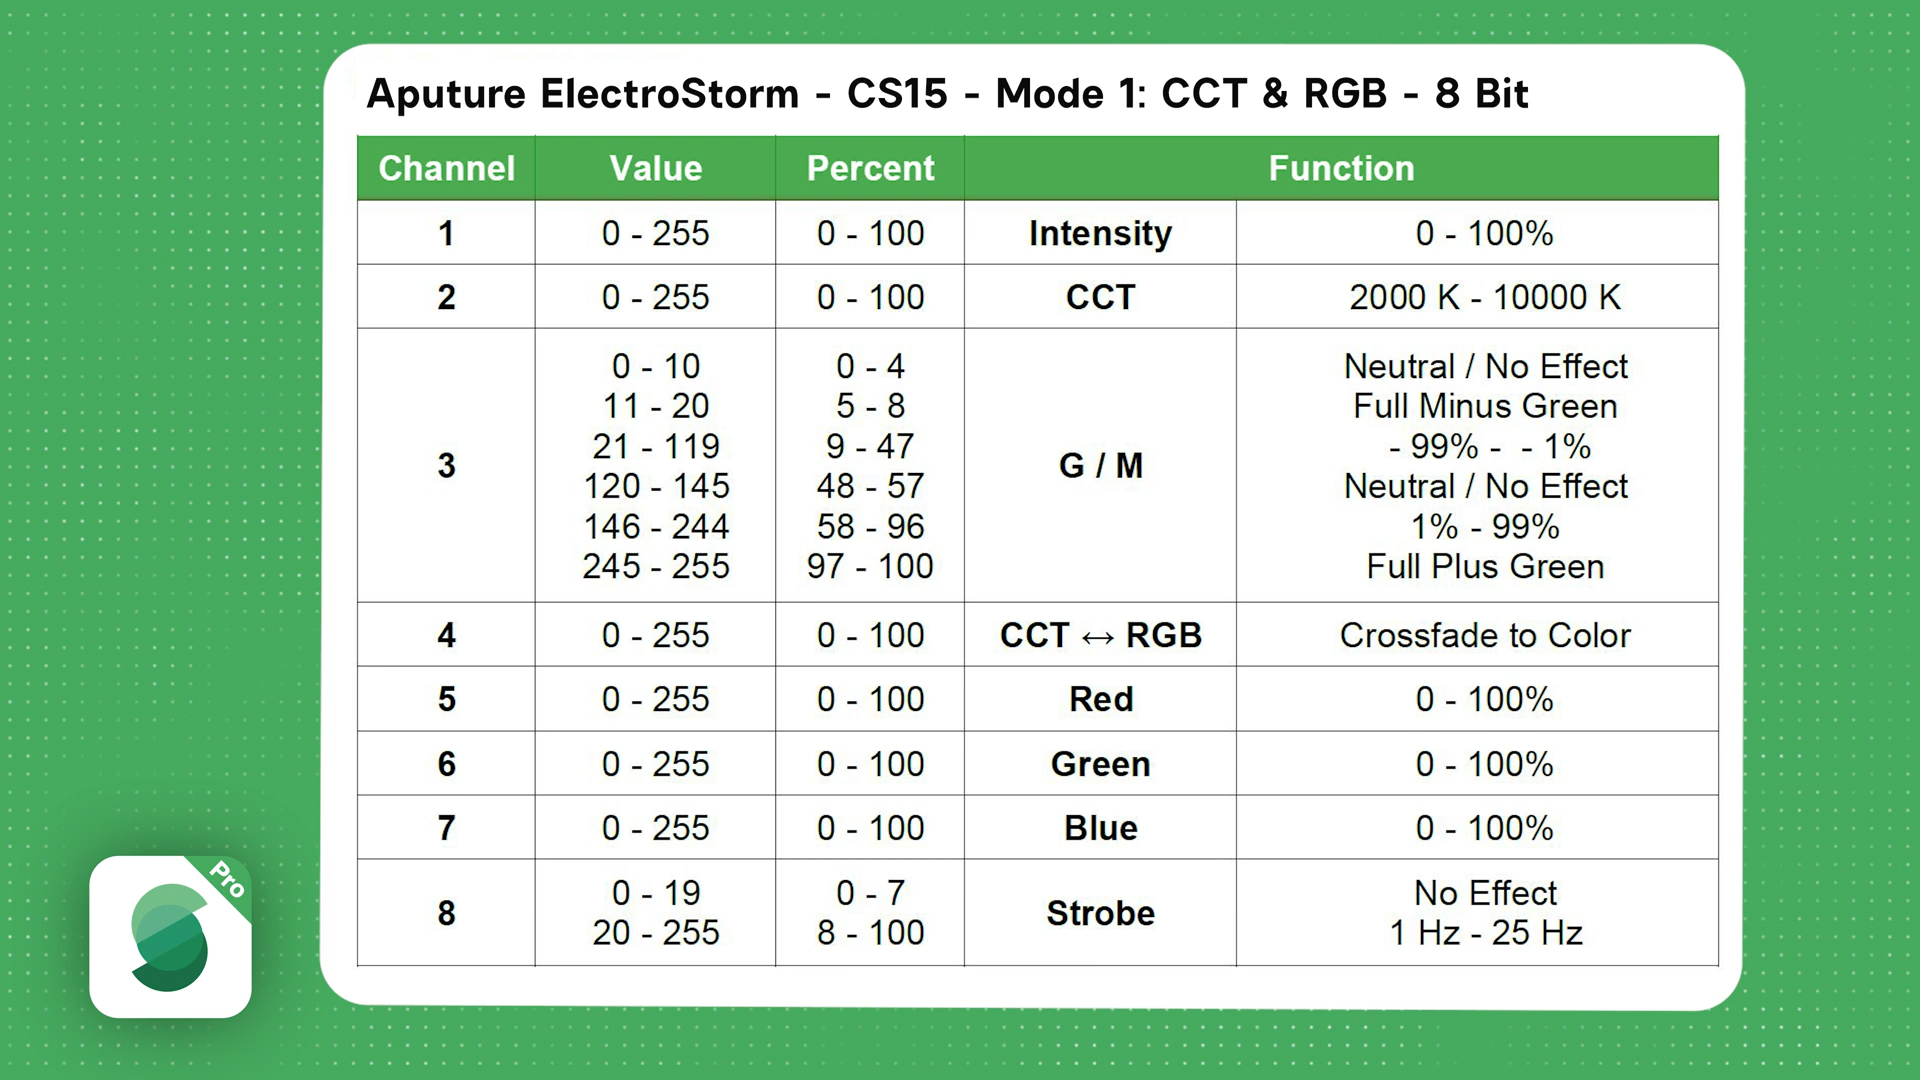 Aputure ElectroStorm - CS15 - Mode 1: CCT & RGB - 8 Bit
Channel Value Percent Function
1 0 - 255 0 - 100 Intensity 0 - 100%
2 0 - 255 0 - 100 CCT 2000 K - 10000 K
0 - 10 0 - 4 Neutral / No Effect
11 - 20 5 - 8 Full Minus Green
21 - 119 9 - 47 - 99% - - 1%
3 G / M
120 - 145 48 - 57 Neutral / No Effect
146 - 244 58 - 96 1% - 99%
245 - 255 97 - 100 Full Plus Green
4 0 - 255 0 - 100 CCT ↔ RGB Crossfade to Color
5 0 - 255 0 - 100 Red 0 - 100%
6 0 - 255 0 - 100 Green 0 - 100%
7 0 - 255 0 - 100 Blue 0 - 100%
0 - 19 0 - 7 No Effect
8 Strobe
20 - 255 8 - 100 1 Hz - 25 Hz
Pro